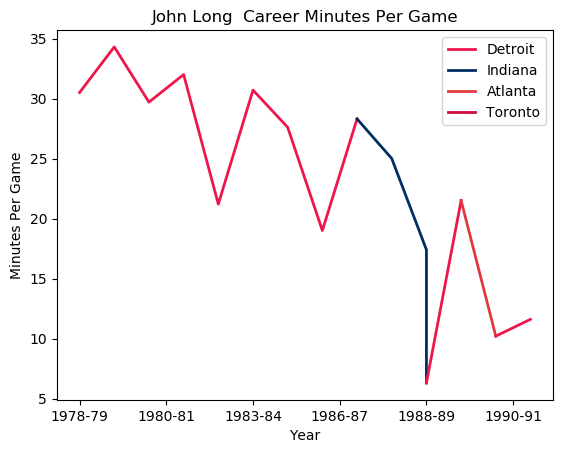 John Long  Career Minutes Per Game
Detroit
Indiana
Atlanta
Toronto
35
30
25
20
15
10
5
Minutes Per Game
1978-79
1980-81
1983-84
1986-87
1988-89
1990-91
Year